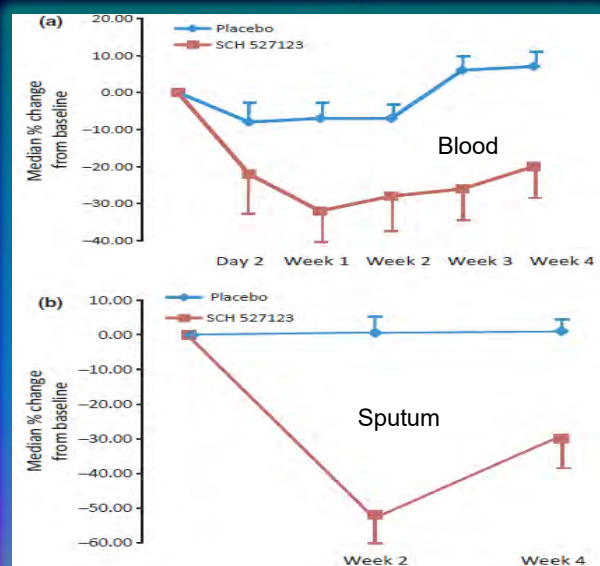 (a)
20.00
10.00
0.00
–10.00
–20.00
–30.00
–40.00
Median % change
from baseline
Placebo
SCH 527123
Blood
Day 2 Week 1 Week 2 Week 3 Week 4
(b)
10.00
0.00
–10.00
–20.00
–30.00
–40.00
–50.00
–60.00
Median % change
from baseline
Placebo
SCH 527123
Sputum
Week 2 Week 4